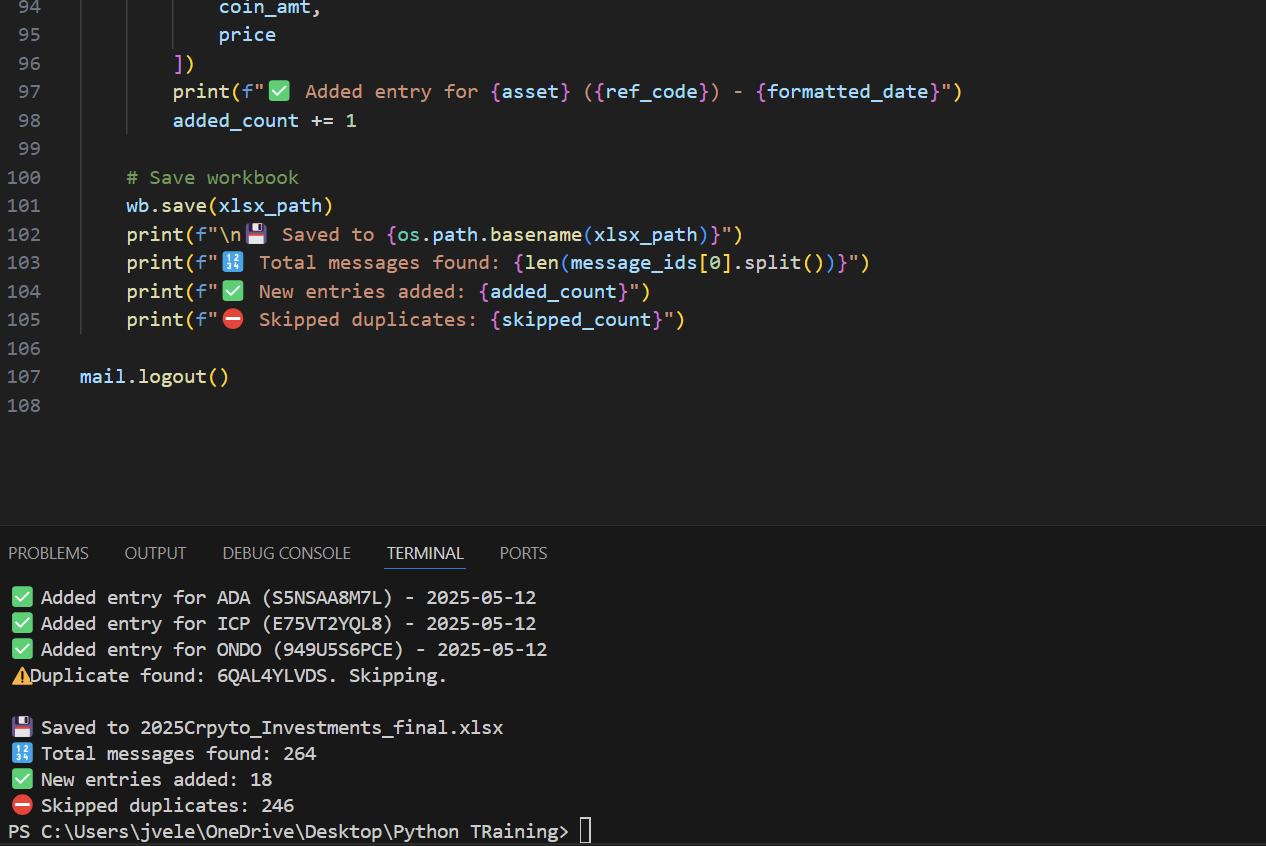 94 coin_amt,
95 price
96 ])
97 print(f"✅ Added entry for {asset} ({ref_code}) - {formatted_date}")
98 added_count += 1
99
100 # Save workbook
101 wb.save(xlsx_path)
102 print(f"\n💾 Saved to {os.path.basename(xlsx_path)}")
103 print(f"🔢 Total messages found: {len(message_ids[0].split())}")
104 print(f"✅ New entries added: {added_count}")
105 print(f"⛔ Skipped duplicates: {skipped_count}")
106
107 mail.logout()
108
PROBLEMS OUTPUT DEBUG CONSOLE TERMINAL PORTS
✅ Added entry for ADA (S5NSAA8M7L) - 2025-05-12
✅ Added entry for ICP (E75VT2YQL8) - 2025-05-12
✅ Added entry for ONDO (949U5S6PCE) - 2025-05-12
⚠️Duplicate found: 6QAL4YLVDS. Skipping.
💾 Saved to 2025Crpyto_Investments_final.xlsx
🔢 Total messages found: 264
✅ New entries added: 18
⛔ Skipped duplicates: 246
PS C:\Users\jvele\OneDrive\Desktop\Python TRaining>